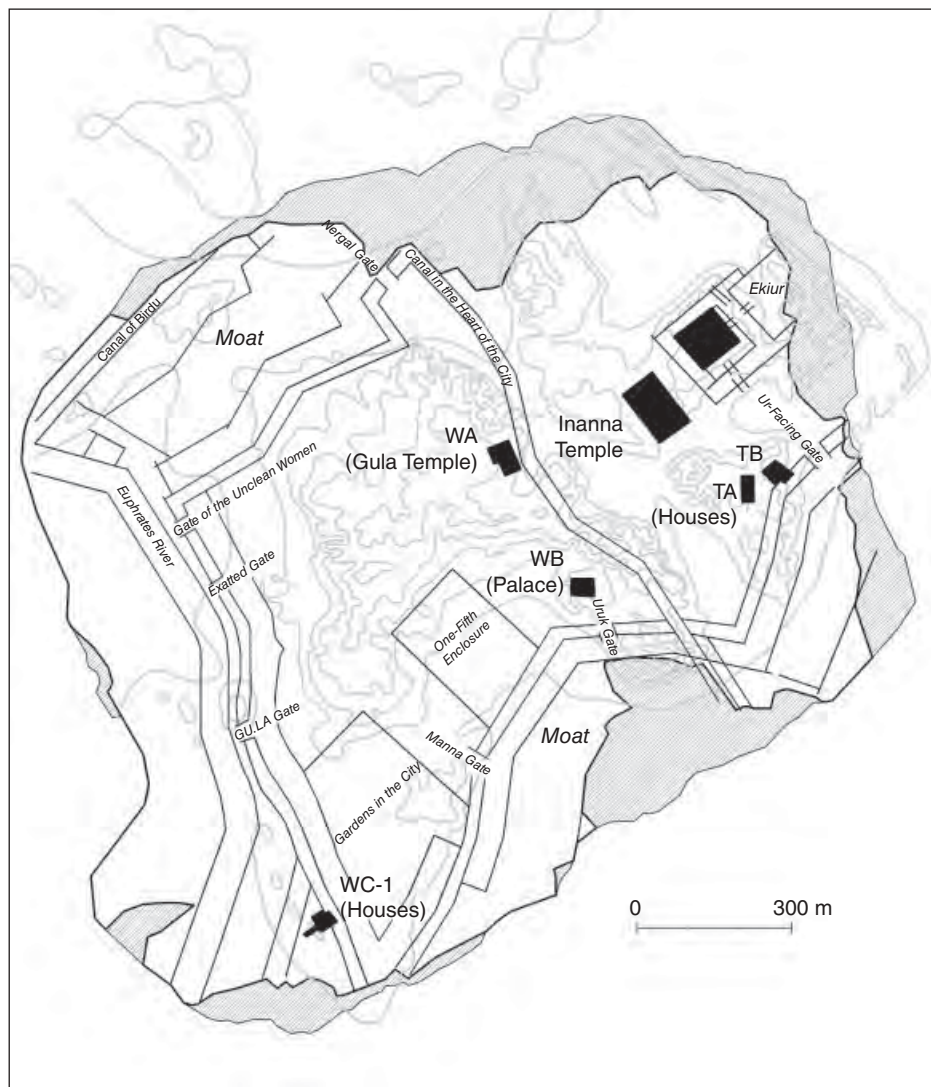 Nergal Gate
Canal in the Heart of the City
Ekiur
Canal of Birdu
Moat
Ur-Facing Gate
Inanna
Temple
WA
(Gula Temple)
TB
TA
(Houses)
Gate of the Unclean Women
Euphrates River
Exatted Gate
WB
(Palace)
Uruk Gate
One-Fifth
Enclosure
GU.LA Gate
Manna Gate
Moat
Gardens in the City
WC-1
(Houses)
0 300 m